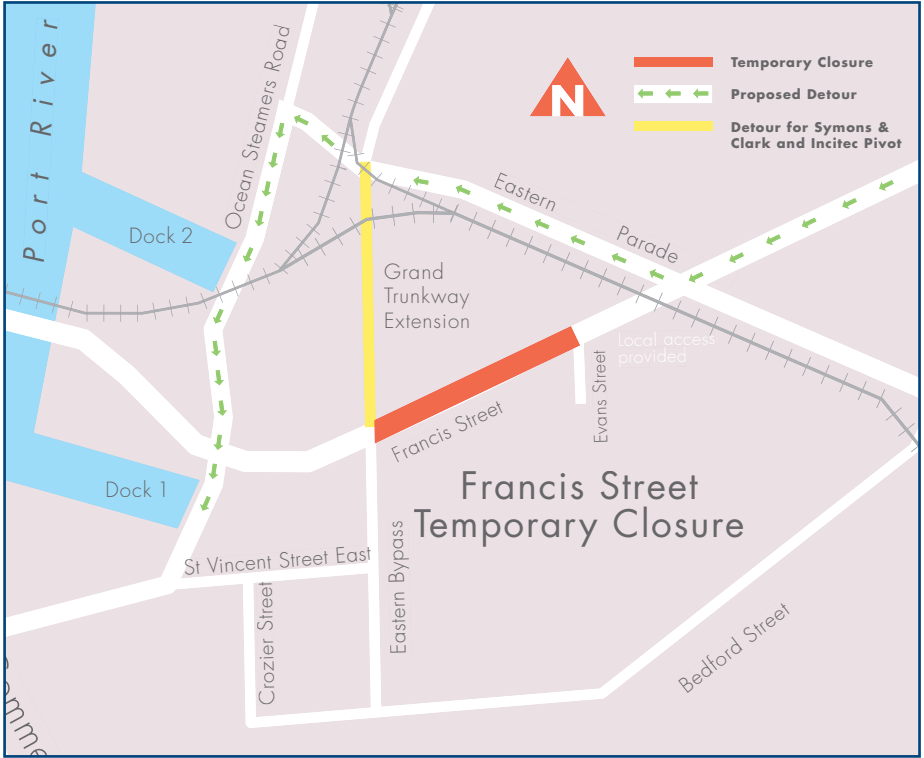 Port River
Ocean Steamers Road
N
Temporary Closure
Proposed Detour
Detour for Symons &
Clark and Incitec Pivot
Eastern
Parade
Dock 2
Grand
Trunkway
Extension
Local access
provided
Evans Street
Francis Street
Francis Street
Temporary Closure
Dock 1
St Vincent Street East
Eastern Bypass
Crozier Street
Bedford Street